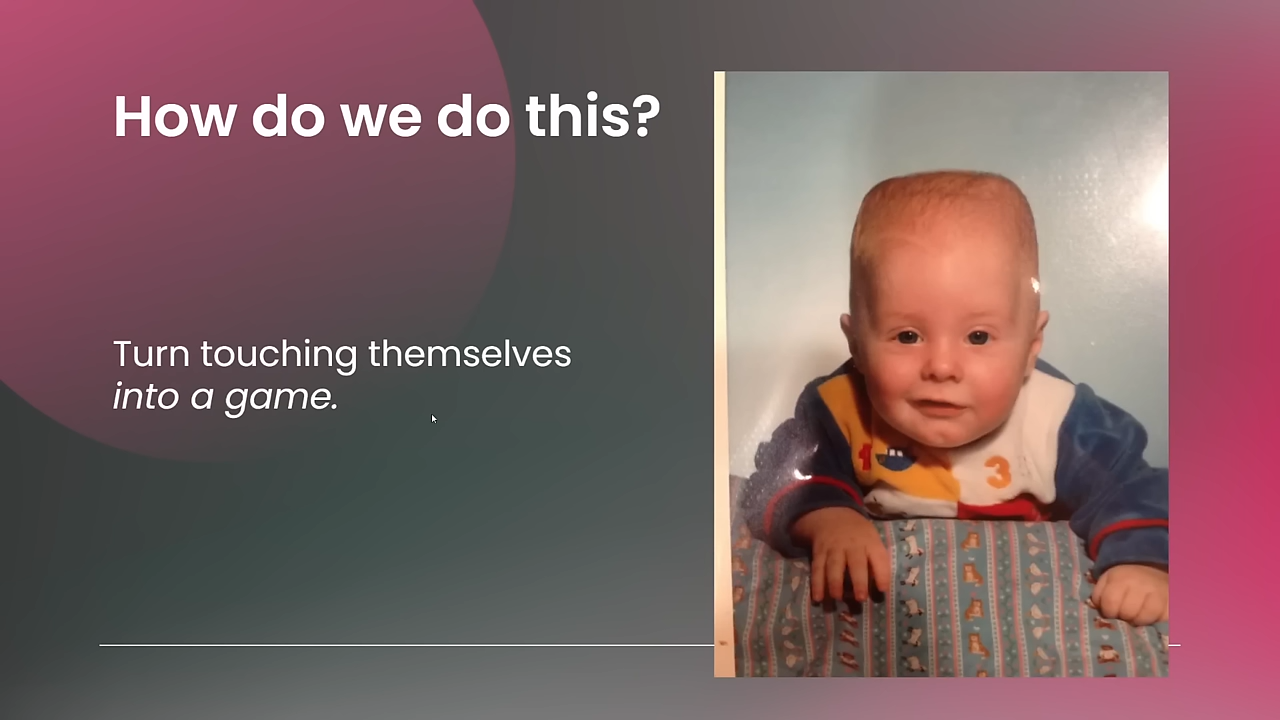 How do we do this?
Turn touching themselves
into a game.
1
3